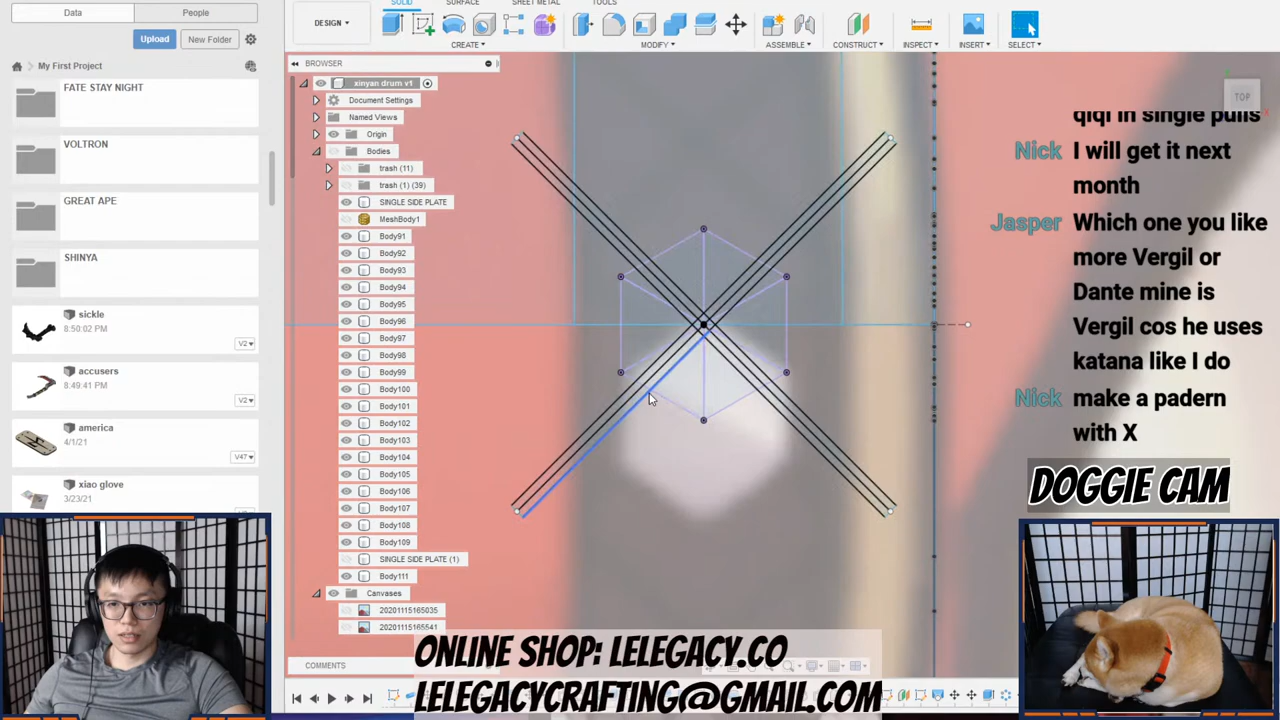 Data
People
Upload
New Folder
My First Project
FATE STAY NIGHT
VOLTRON
GREAT APE
SHINYA
sickle
8:50:02 PM
V2
accusers
8:49:41 PM
V2
america
4/1/21
V47
xiao glove
3/23/21
DESIGN
SOLID
SURFACE
SHEET METAL
TOOLS
CREATE
MODIFY
ASSEMBLE
CONSTRUCT
INSPECT
INSERT
SELECT
BROWSER
xinyan drum v1
Document Settings
Named Views
Origin
Bodies
trash (11)
trash (1) (39)
SINGLE SIDE PLATE
MeshBody1
Body91
Body92
Body93
Body94
Body95
Body96
Body97
Body98
Body99
Body100
Body101
Body102
Body103
Body104
Body105
Body106
Body107
Body108
Body109
SINGLE SIDE PLATE (1)
Body111
Canvases
20201115165035
20201115165541
COMMENTS
TOP
qiqi in single pulls
Nick I will get it next
month
Jasper Which one you like
more Vergil or
Dante mine is
Vergil cos he uses
katana like I do
Nick make a padern
with X
DOGGIE CAM
ONLINE SHOP: LELEGACY.CO
LELEGACYCRAFTING@GMAIL.COM